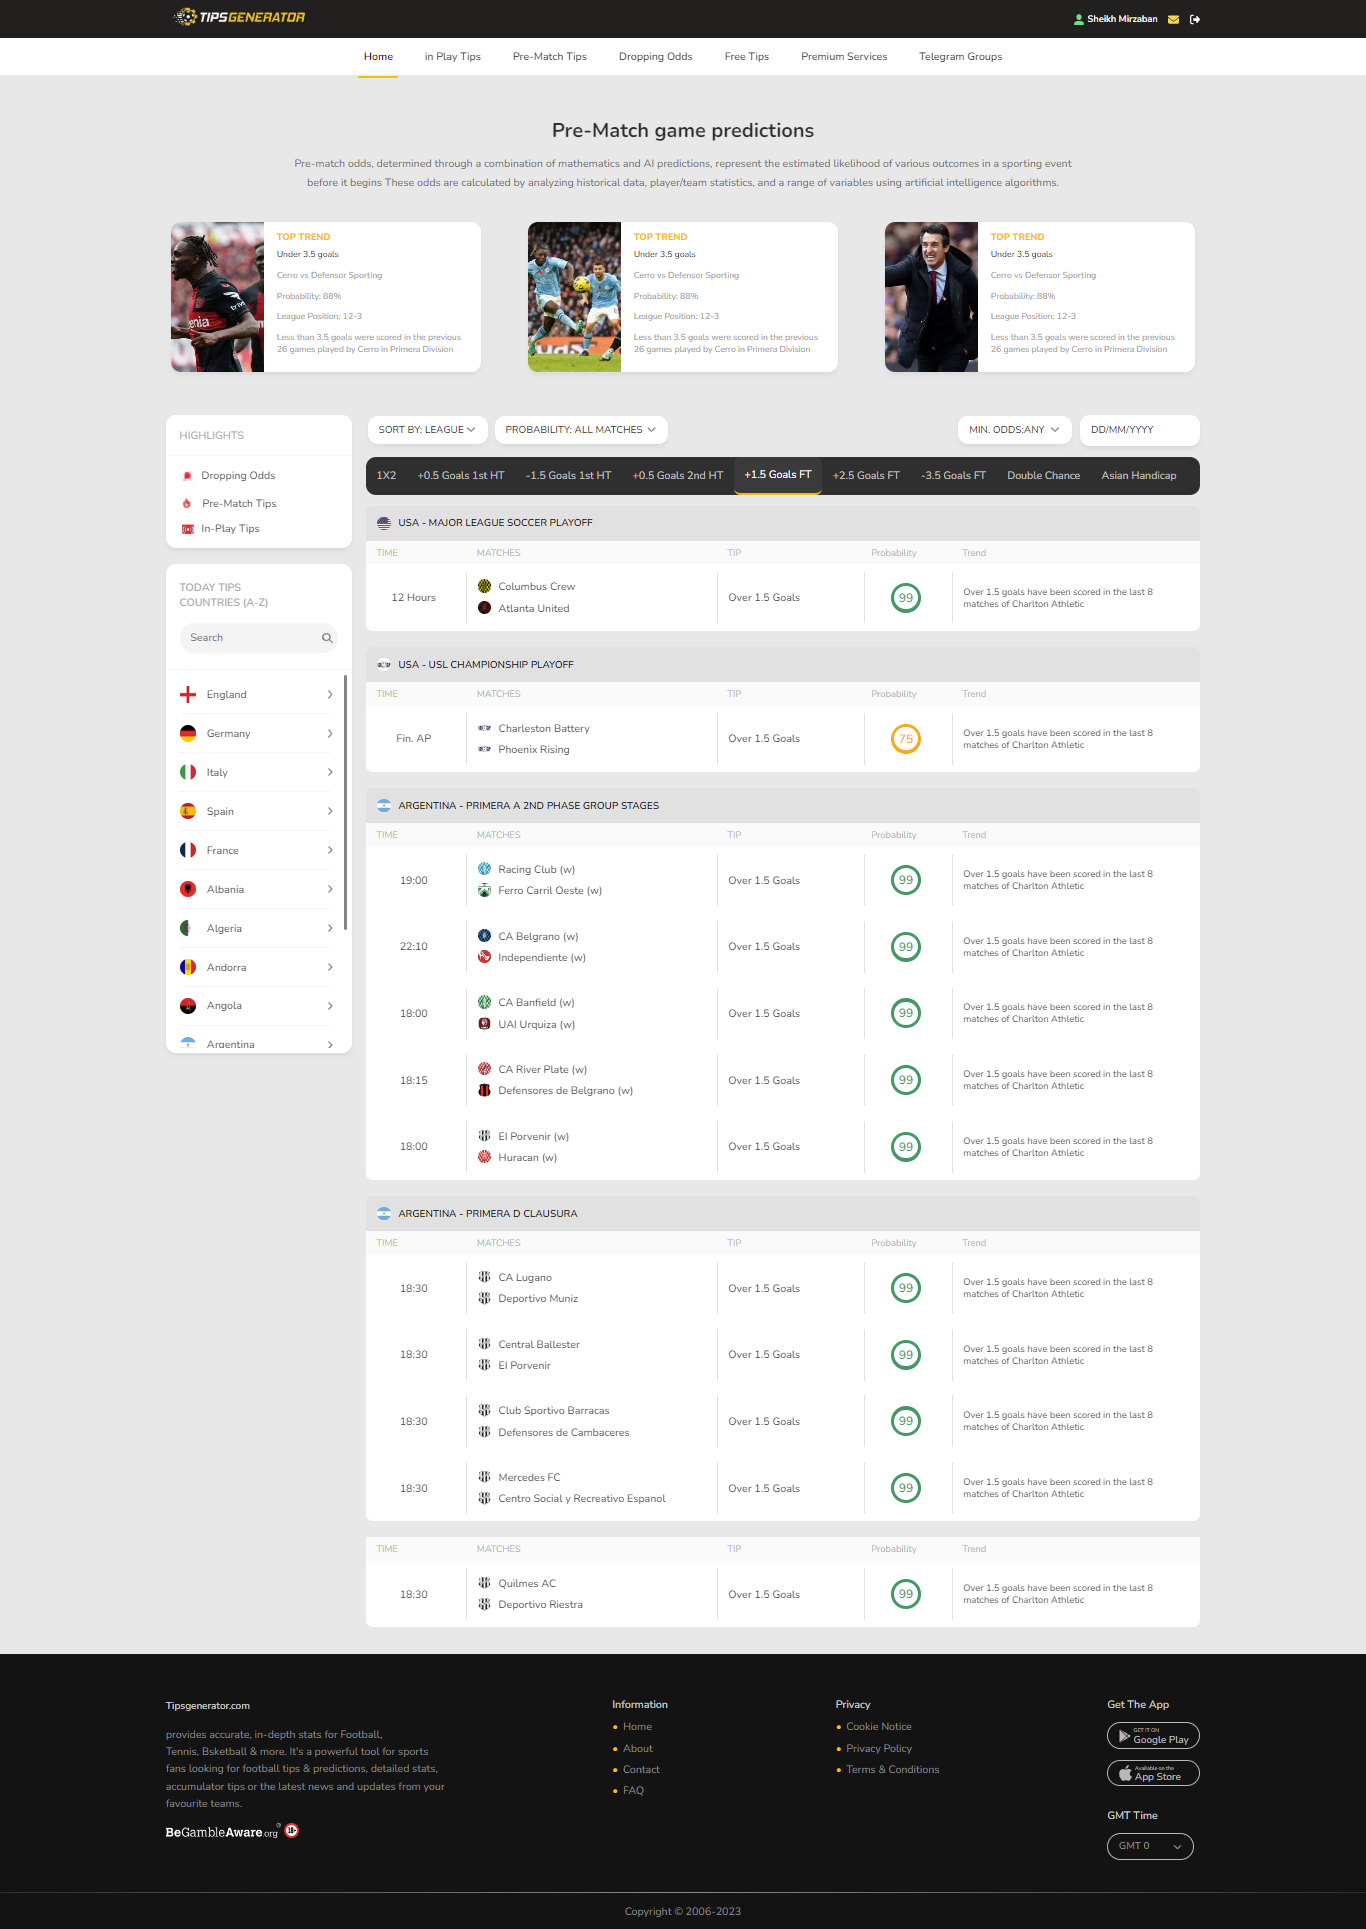 TIPSGENERATOR
Sheikh Mirzaban
Home
in Play Tips
Pre-Match Tips
Dropping Odds
Free Tips
Premium Services
Telegram Groups
Pre-Match game predictions
Pre-match odds, determined through a combination of mathematics and AI predictions, represent the estimated likelihood of various outcomes in a sporting event
before it begins These odds are calculated by analyzing historical data, player/team statistics, and a range of variables using artificial intelligence algorithms.
TOP TREND
Under 3.5 goals
Cerro vs Defensor Sporting
Probability: 88%
League Position: 12-3
Less than 3.5 goals were scored in the previous
26 games played by Cerro in Primera Division
TOP TREND
Under 3.5 goals
Cerro vs Defensor Sporting
Probability: 88%
League Position: 12-3
Less than 3.5 goals were scored in the previous
26 games played by Cerro in Primera Division
TOP TREND
Under 3.5 goals
Cerro vs Defensor Sporting
Probability: 88%
League Position: 12-3
Less than 3.5 goals were scored in the previous
26 games played by Cerro in Primera Division
HIGHLIGHTS
Dropping Odds
Pre-Match Tips
In-Play Tips
TODAY TIPS
COUNTRIES (A-Z)
Search
England
Germany
Italy
Spain
France
Albania
Algeria
Andorra
Angola
Argentina
SORT BY: LEAGUE
PROBABILITY: ALL MATCHES
MIN. ODDS:ANY
DD/MM/YYYY
1X2
+0.5 Goals 1st HT
-1.5 Goals 1st HT
+0.5 Goals 2nd HT
+1.5 Goals FT
+2.5 Goals FT
-3.5 Goals FT
Double Chance
Asian Handicap
USA - MAJOR LEAGUE SOCCER PLAYOFF
TIME MATCHES TIP Probability Trend
12 Hours
Columbus Crew
Atlanta United
Over 1.5 Goals
99
Over 1.5 goals have been scored in the last 8
matches of Charlton Athletic
USA - USL CHAMPIONSHIP PLAYOFF
TIME MATCHES TIP Probability Trend
Fin. AP
Charleston Battery
Phoenix Rising
Over 1.5 Goals
75
Over 1.5 goals have been scored in the last 8
matches of Charlton Athletic
ARGENTINA - PRIMERA A 2ND PHASE GROUP STAGES
TIME MATCHES TIP Probability Trend
19:00
Racing Club (w)
Ferro Carril Oeste (w)
Over 1.5 Goals
99
Over 1.5 goals have been scored in the last 8
matches of Charlton Athletic
22:10
CA Belgrano (w)
Independiente (w)
Over 1.5 Goals
99
Over 1.5 goals have been scored in the last 8
matches of Charlton Athletic
18:00
CA Banfield (w)
UAI Urquiza (w)
Over 1.5 Goals
99
Over 1.5 goals have been scored in the last 8
matches of Charlton Athletic
18:15
CA River Plate (w)
Defensores de Belgrano (w)
Over 1.5 Goals
99
Over 1.5 goals have been scored in the last 8
matches of Charlton Athletic
18:00
El Porvenir (w)
Huracan (w)
Over 1.5 Goals
99
Over 1.5 goals have been scored in the last 8
matches of Charlton Athletic
ARGENTINA - PRIMERA D CLAUSURA
TIME MATCHES TIP Probability Trend
18:30
CA Lugano
Deportivo Muniz
Over 1.5 Goals
99
Over 1.5 goals have been scored in the last 8
matches of Charlton Athletic
18:30
Central Ballester
El Porvenir
Over 1.5 Goals
99
Over 1.5 goals have been scored in the last 8
matches of Charlton Athletic
18:30
Club Sportivo Barracas
Defensores de Cambaceres
Over 1.5 Goals
99
Over 1.5 goals have been scored in the last 8
matches of Charlton Athletic
18:30
Mercedes FC
Centro Social y Recreativo Espanol
Over 1.5 Goals
99
Over 1.5 goals have been scored in the last 8
matches of Charlton Athletic
TIME MATCHES TIP Probability Trend
18:30
Quilmes AC
Deportivo Riestra
Over 1.5 Goals
99
Over 1.5 goals have been scored in the last 8
matches of Charlton Athletic
Tipsgenerator.com
provides accurate, in-depth stats for Football,
Tennis, Bsketball & more. It's a powerful tool for sports
fans looking for football tips & predictions, detailed stats,
accumulator tips or the latest news and updates from your
favourite teams.
BeGambleAware.org®
18+
Information
Home
About
Contact
FAQ
Privacy
Cookie Notice
Privacy Policy
Terms & Conditions
Get The App
GET IT ON
Google Play
Available on the
App Store
GMT Time
GMT 0
Copyright © 2006-2023